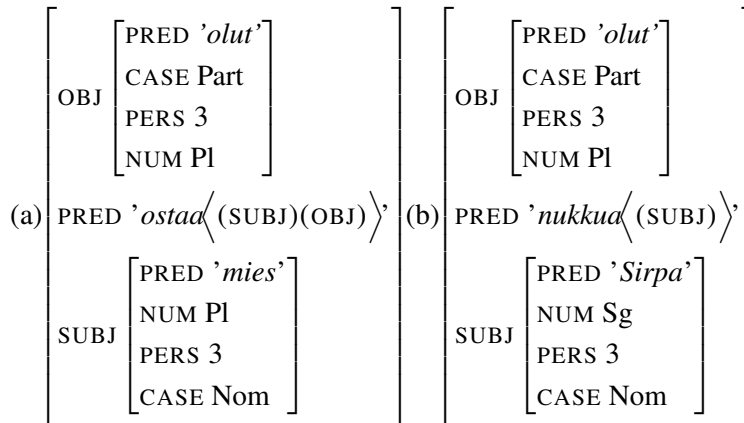 (a)
OBJ
PRED 'olut'
CASE Part
PERS 3
NUM Pl
PRED 'ostaa⟨(SUBJ)(OBJ)⟩'
SUBJ
PRED 'mies'
NUM Pl
PERS 3
CASE Nom
(b)
OBJ
PRED 'olut'
CASE Part
PERS 3
NUM Pl
PRED 'nukkua⟨(SUBJ)⟩'
SUBJ
PRED 'Sirpa'
NUM Sg
PERS 3
CASE Nom